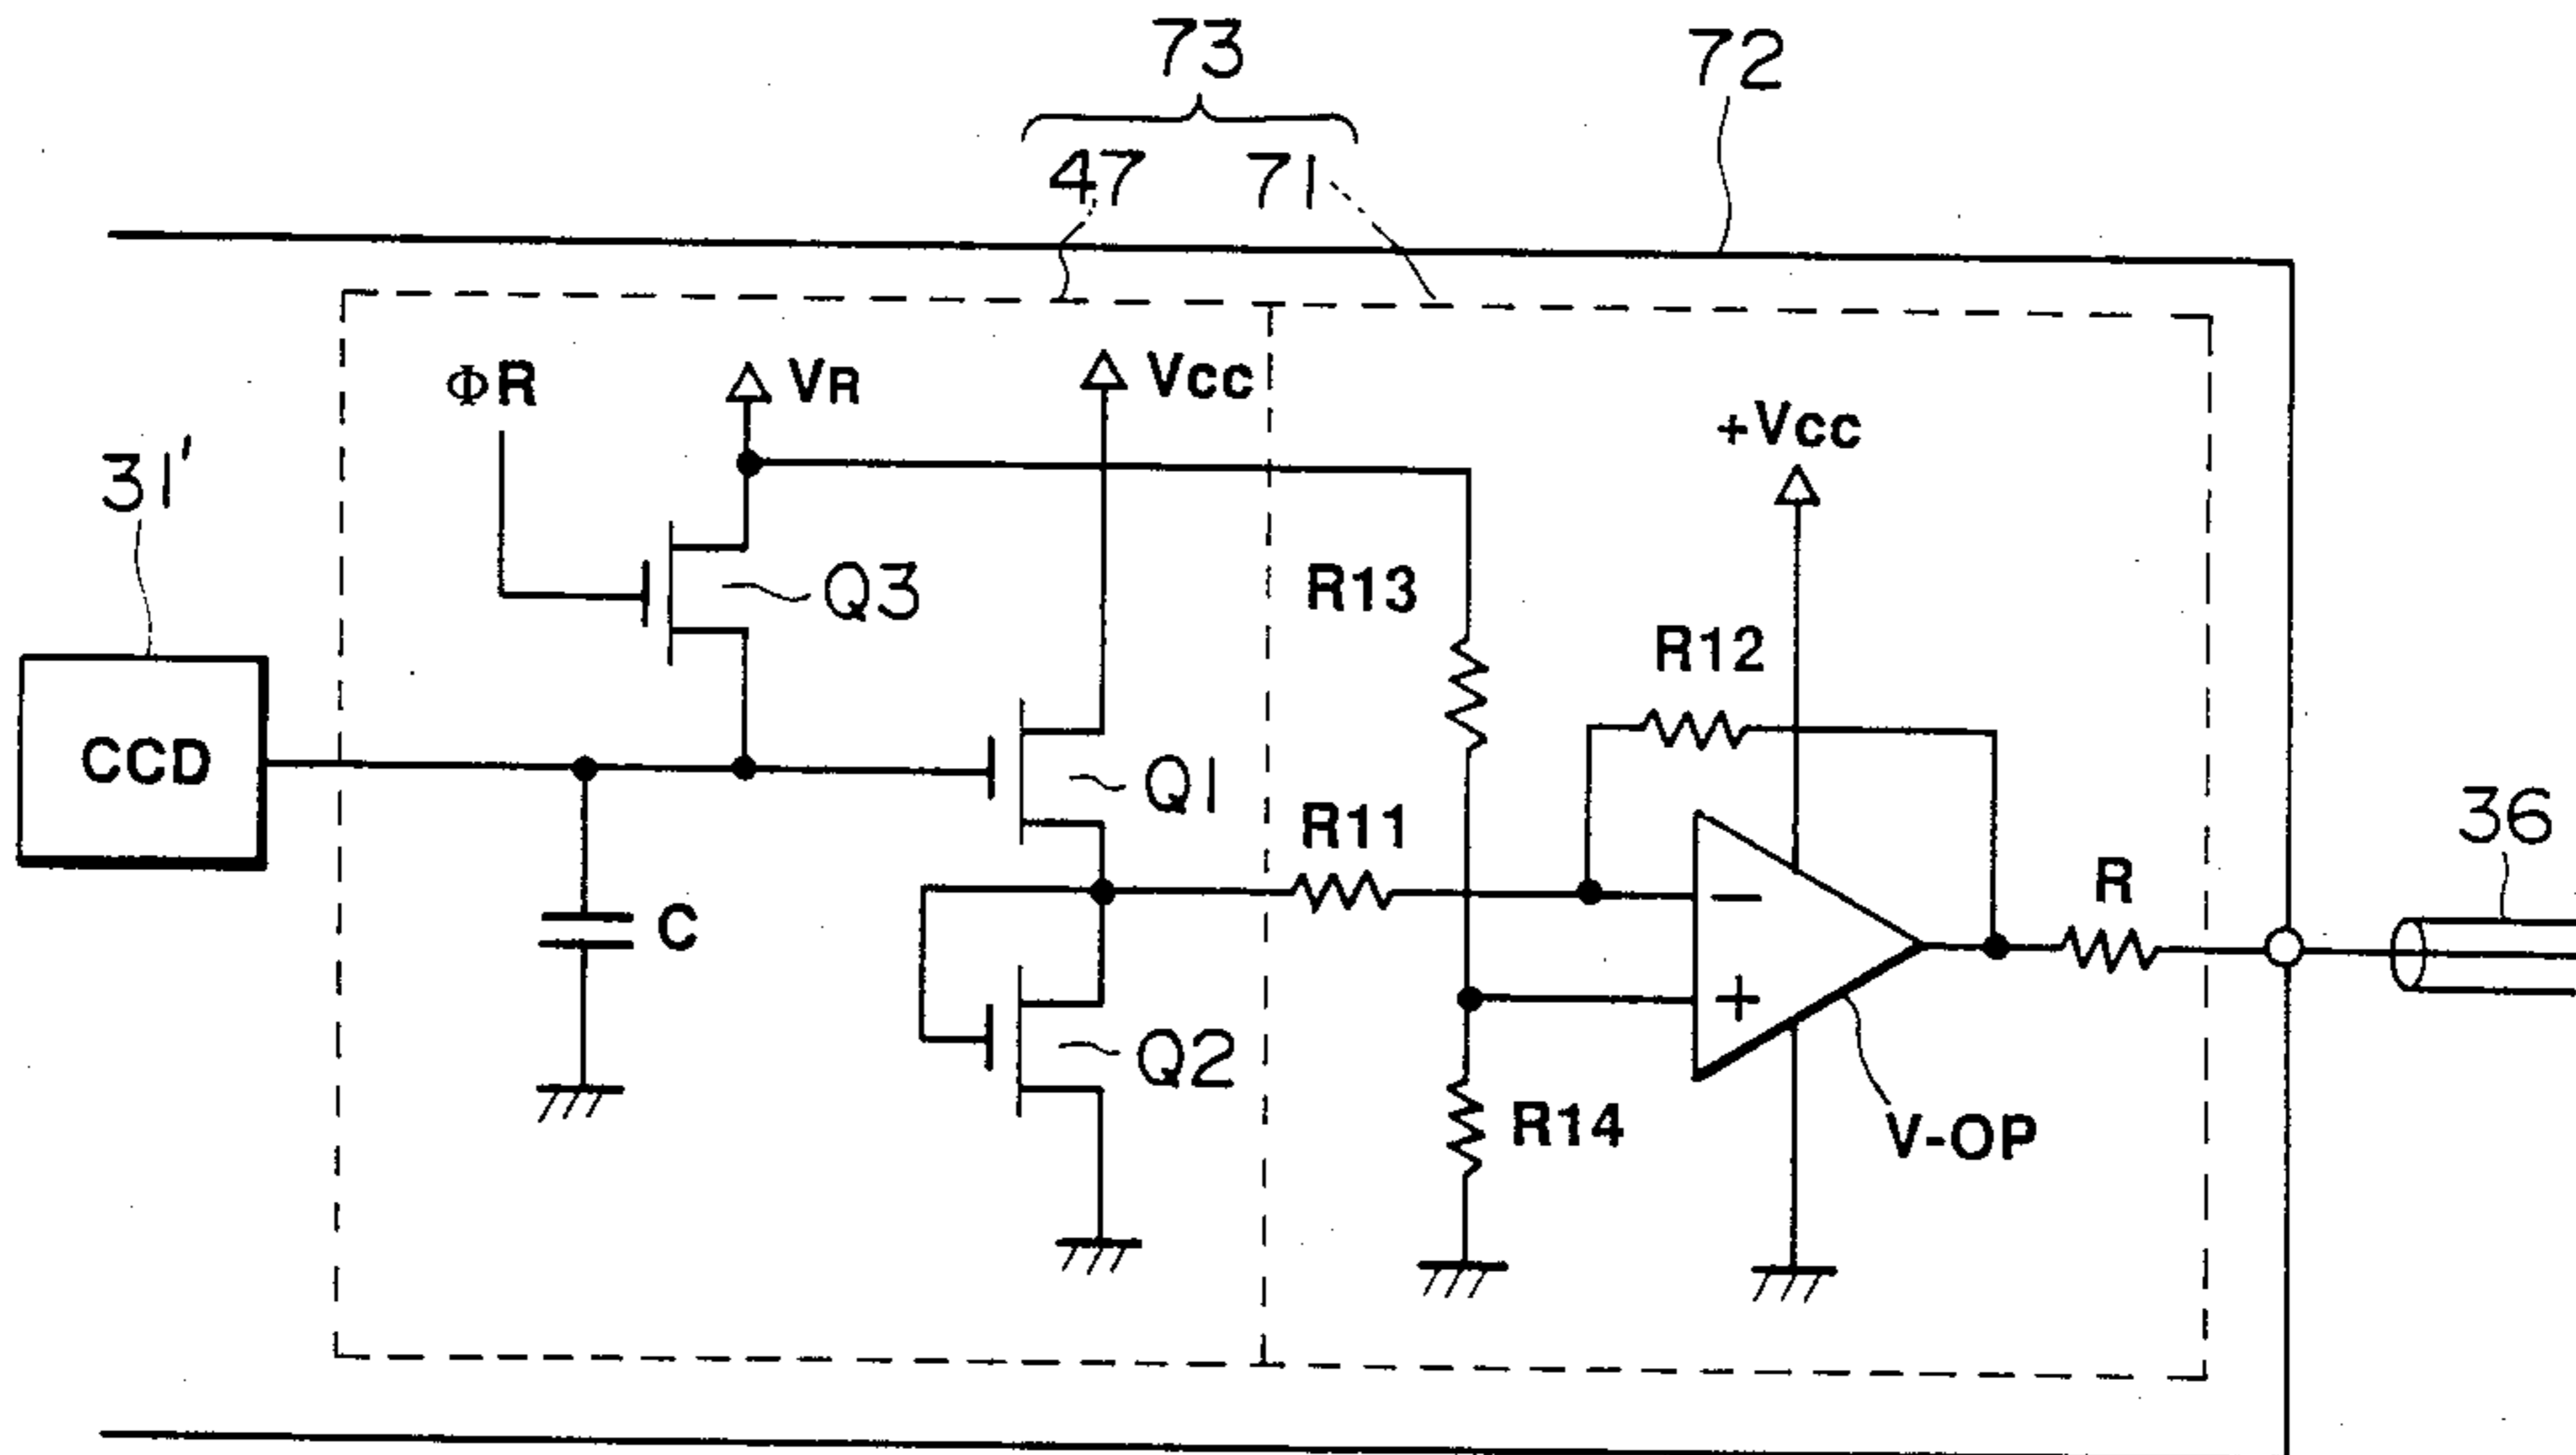 73
72
47 71
ΦR
VR
Vcc
+Vcc
31'
Q3
R13
R12
CCD
Q1
R11
36
C
R
−
+
Q2
R14
V-OP